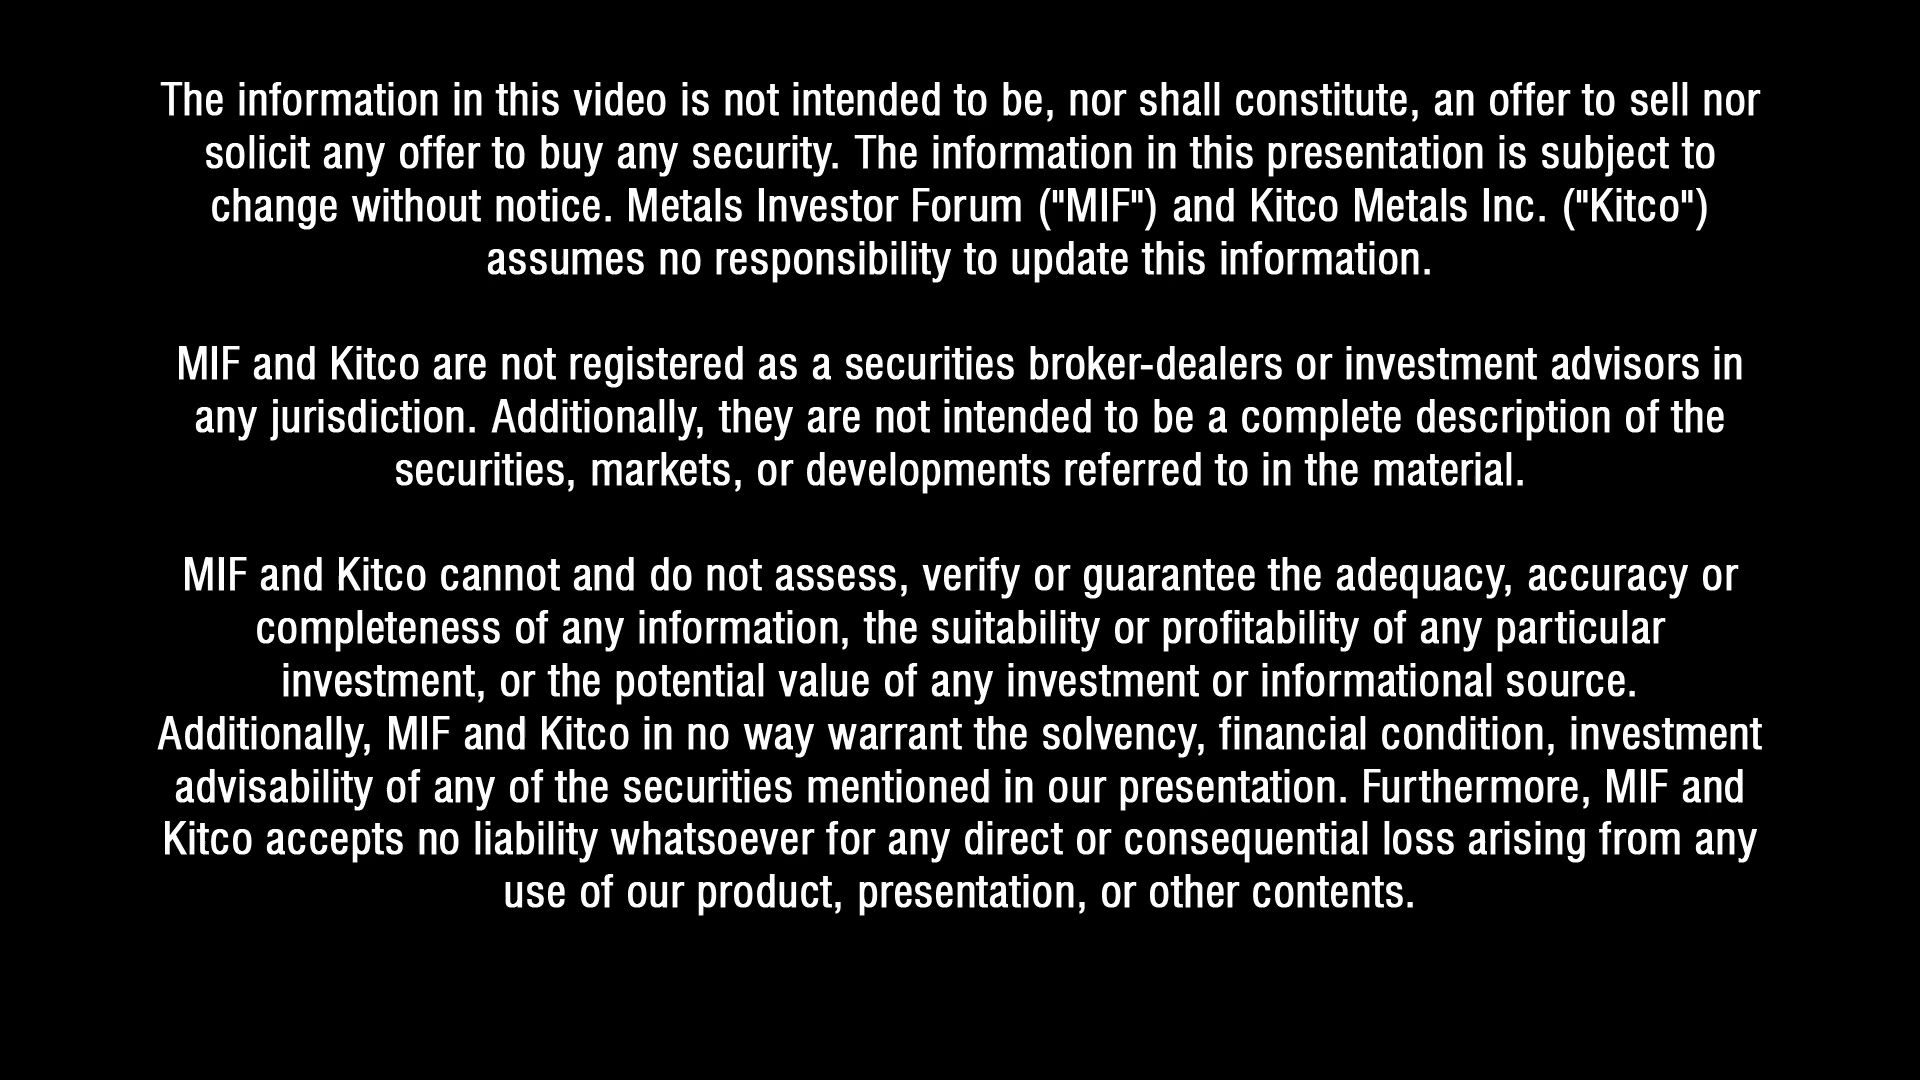 The information in this video is not intended to be, nor shall constitute, an offer to sell nor
solicit any offer to buy any security. The information in this presentation is subject to
change without notice. Metals Investor Forum ("MIF") and Kitco Metals Inc. ("Kitco")
assumes no responsibility to update this information.
MIF and Kitco are not registered as a securities broker-dealers or investment advisors in
any jurisdiction. Additionally, they are not intended to be a complete description of the
securities, markets, or developments referred to in the material.
MIF and Kitco cannot and do not assess, verify or guarantee the adequacy, accuracy or
completeness of any information, the suitability or profitability of any particular
investment, or the potential value of any investment or informational source.
Additionally, MIF and Kitco in no way warrant the solvency, financial condition, investment
advisability of any of the securities mentioned in our presentation. Furthermore, MIF and
Kitco accepts no liability whatsoever for any direct or consequential loss arising from any
use of our product, presentation, or other contents.